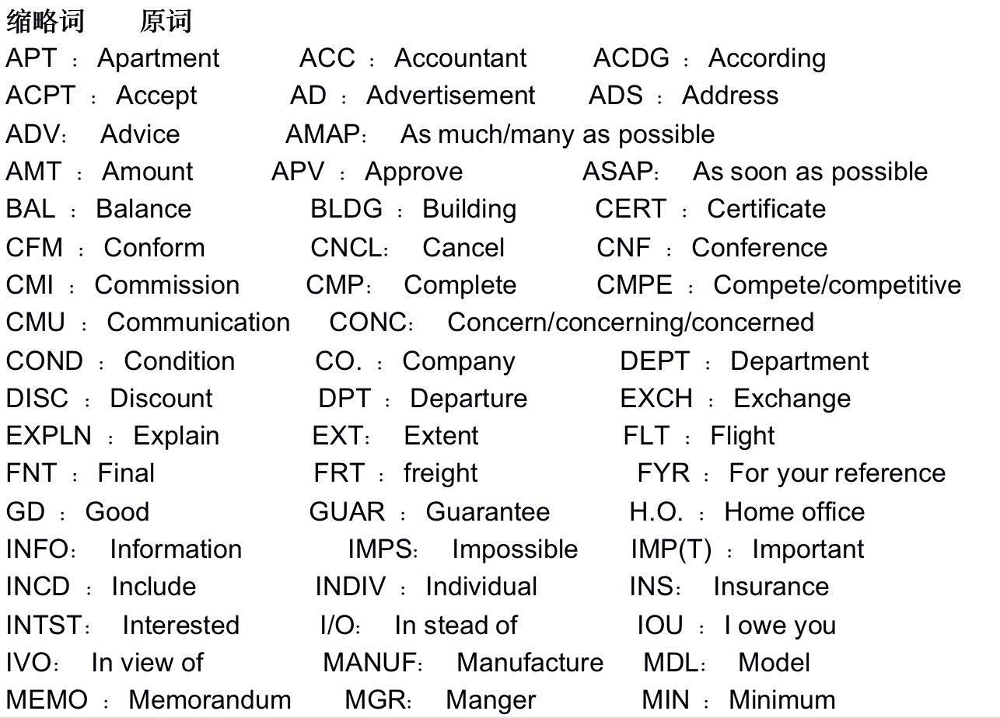 缩略词 原词
APT ： Apartment ACC ： Accountant ACDG ： According
ACPT ： Accept AD ： Advertisement ADS ： Address
ADV： Advice AMAP： As much/many as possible
AMT ： Amount APV ： Approve ASAP： As soon as possible
BAL ： Balance BLDG ： Building CERT ： Certificate
CFM ： Conform CNCL： Cancel CNF ： Conference
CMI ： Commission CMP： Complete CMPE ： Compete/competitive
CMU ： Communication CONC： Concern/concerning/concerned
COND ： Condition CO. ： Company DEPT ： Department
DISC ： Discount DPT ： Departure EXCH ： Exchange
EXPLN ： Explain EXT： Extent FLT ： Flight
FNT ： Final FRT ： freight FYR ： For your reference
GD ： Good GUAR ： Guarantee H.O. ： Home office
INFO： Information IMPS： Impossible IMP(T) ： Important
INCD ： Include INDIV ： Individual INS： Insurance
INTST： Interested I/O： In stead of IOU ： I owe you
IVO： In view of MANUF： Manufacture MDL： Model
MEMO ： Memorandum MGR： Manger MIN ： Minimum